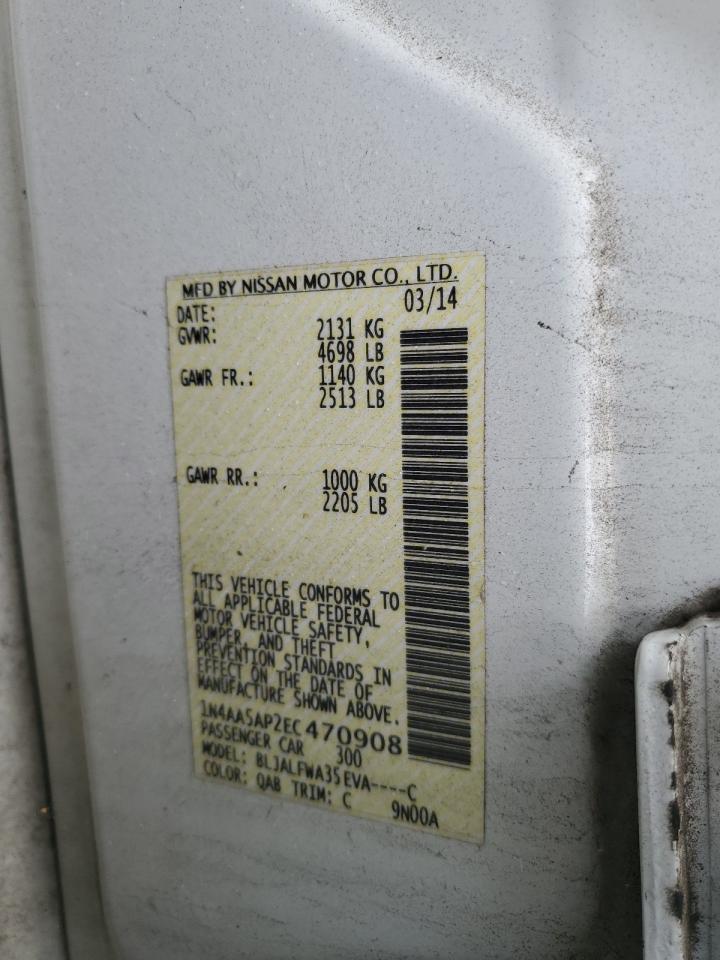 MFD BY NISSAN MOTOR CO., LTD.
DATE: 03/14
GVWR: 2131 KG
4698 LB
GAWR FR.: 1140 KG
2513 LB
GAWR RR.: 1000 KG
2205 LB
THIS VEHICLE CONFORMS TO
ALL APPLICABLE FEDERAL
MOTOR VEHICLE SAFETY,
BUMPER, AND THEFT
PREVENTION STANDARDS IN
EFFECT ON THE DATE OF
MANUFACTURE SHOWN ABOVE.
1N4AA5AP2EC470908
PASSENGER CAR 300
MODEL: BLJALFWA35EVA----C
COLOR: QAB TRIM: C 9N00A